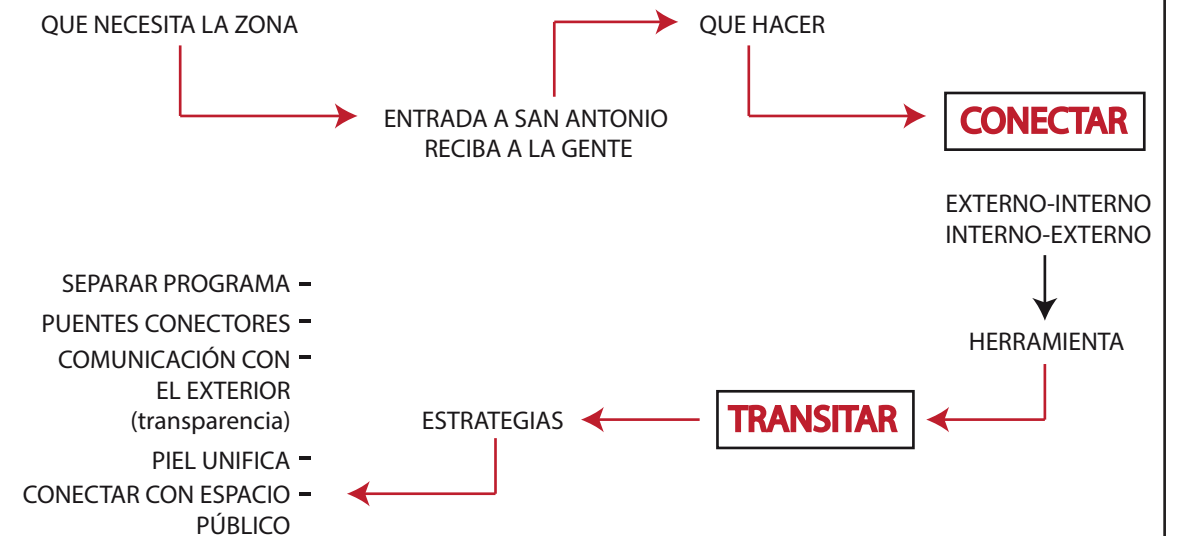 QUE NECESITA LA ZONA
ENTRADA A SAN ANTONIO
RECIBA A LA GENTE
QUE HACER
CONECTAR
EXTERNO-INTERNO
INTERNO-EXTERNO
HERRAMIENTA
TRANSITAR
ESTRATEGIAS
SEPARAR PROGRAMA -
PUENTES CONECTORES -
COMUNICACIÓN CON -
EL EXTERIOR
(transparencia)
PIEL UNIFICA -
CONECTAR CON ESPACIO -
PÚBLICO